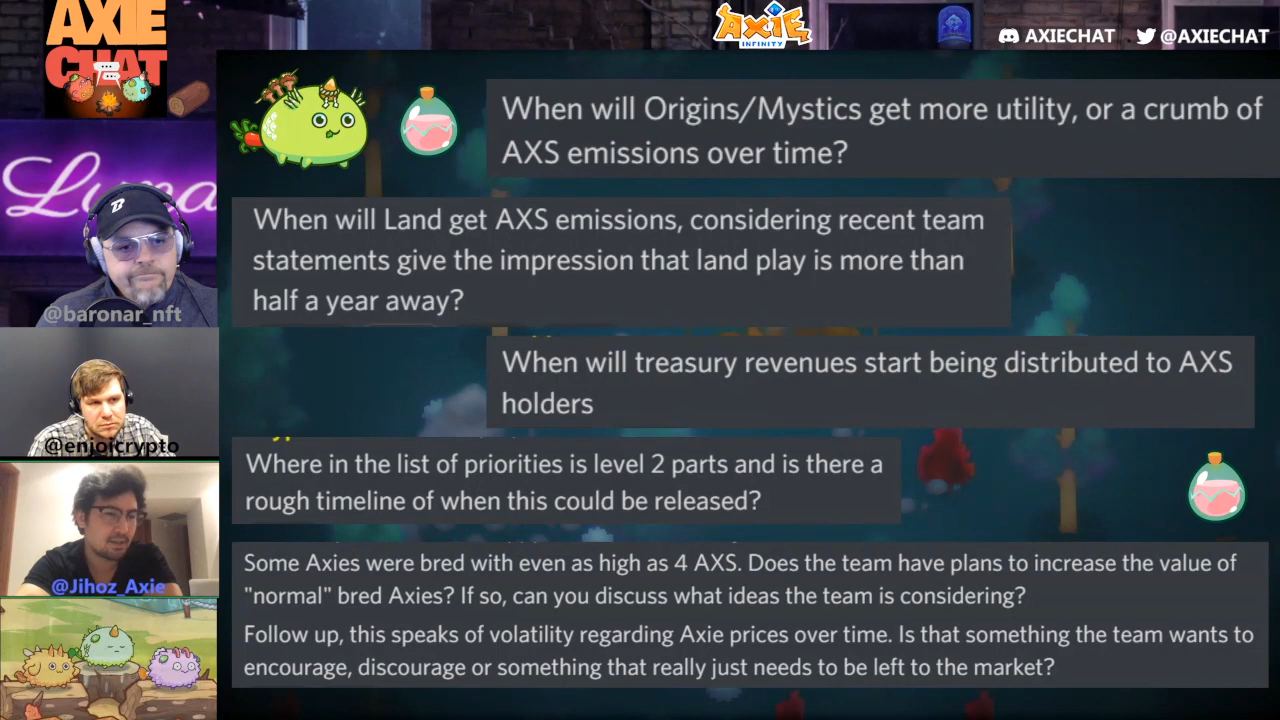 AXIE
CHAT
AXIE
INFINITY
AXIECHAT @AXIECHAT
When will Origins/Mystics get more utility, or a crumb of
AXS emissions over time?
Luna
@baronar_nft
When will Land get AXS emissions, considering recent team
statements give the impression that land play is more than
half a year away?
When will treasury revenues start being distributed to AXS
holders
@enjoicrypto
Where in the list of priorities is level 2 parts and is there a
rough timeline of when this could be released?
@Jihoz_Axie
Some Axies were bred with even as high as 4 AXS. Does the team have plans to increase the value of
"normal" bred Axies? If so, can you discuss what ideas the team is considering?
Follow up, this speaks of volatility regarding Axie prices over time. Is that something the team wants to
encourage, discourage or something that really just needs to be left to the market?